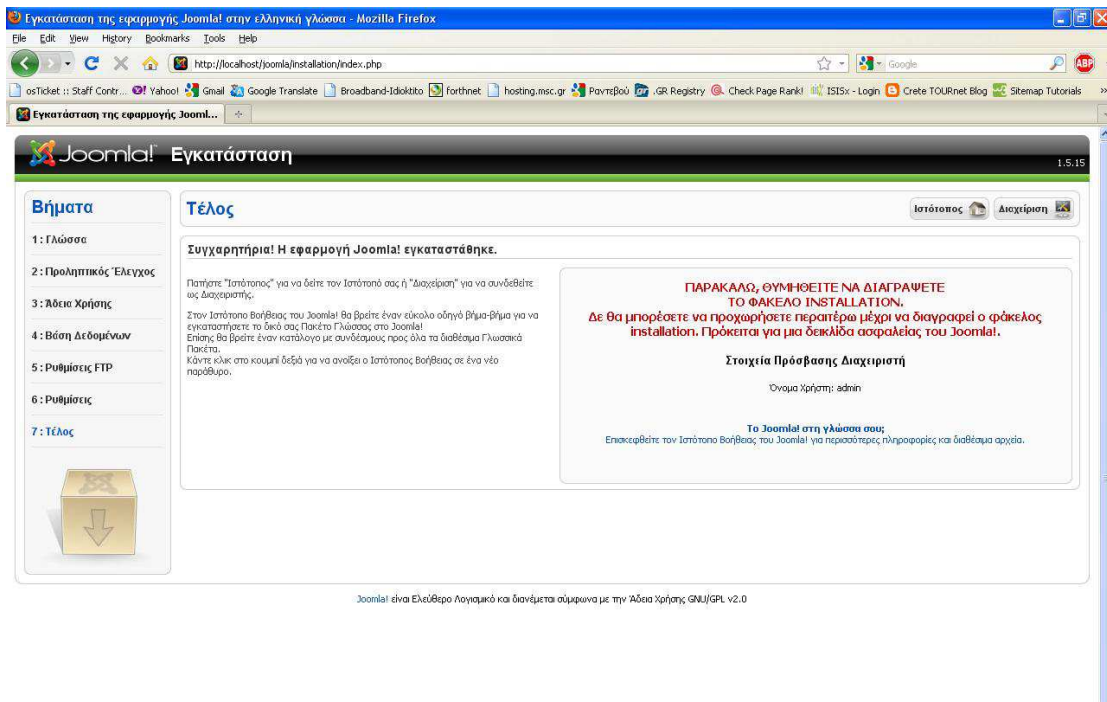 Εγκατάσταση της εφαρμογής Joomla! στην ελληνική γλώσσα - Mozilla Firefox
File Edit View History Bookmarks Tools Help
http://localhost/joomla/installation/index.php
Google
ABP
osTicket :: Staff Contr... Yahoo! Gmail Google Translate Broadband-Idioktito forthnet hosting.msc.gr Ραντεβού .GR Registry Check Page Rank! ISISx - Login Crete TOURnet Blog Sitemap Tutorials »
Εγκατάσταση της εφαρμογής Jooml...
Joomla! Εγκατάσταση
1.5.15
Βήματα
1 : Γλώσσα
2 : Προληπτικός Έλεγχος
3 : Άδεια Χρήσης
4 : Βάση Δεδομένων
5 : Ρυθμίσεις FTP
6 : Ρυθμίσεις
7 : Τέλος
Τέλος
Ιστότοπος
Διαχείριση
Συγχαρητήρια! Η εφαρμογή Joomla! εγκαταστάθηκε.
Πατήστε "Ιστότοπος" για να δείτε τον Ιστότοπό σας ή "Διαχείριση" για να συνδεθείτε
ως Διαχειριστής.
Στον Ιστότοπο Βοήθειας του Joomla! θα βρείτε έναν εύκολο οδηγό βήμα-βήμα για να
εγκαταστήσετε το δικό σας Πακέτο Γλώσσας στο Joomla!
Επίσης θα βρείτε έναν κατάλογο με συνδέσμους προς όλα τα διαθέσιμα Γλωσσικά
Πακέτα.
Κάντε κλικ στο κουμπί δεξιά για να ανοίξει ο Ιστότοπος Βοήθειας σε ένα νέο
παράθυρο.
ΠΑΡΑΚΑΛΩ, ΘΥΜΗΘΕΙΤΕ ΝΑ ΔΙΑΓΡΑΨΕΤΕ
ΤΟ ΦΑΚΕΛΟ INSTALLATION.
Δε θα μπορέσετε να προχωρήσετε περαιτέρω μέχρι να διαγραφεί ο φάκελος
installation. Πρόκειται για μια δεικλίδα ασφαλείας του Joomla!.
Στοιχεία Πρόσβασης Διαχειριστή
Όνομα Χρήστη: admin
Το Joomla! στη γλώσσα σου;
Επισκεφθείτε τον Ιστότοπο Βοήθειας του Joomla! για περισσότερες πληροφορίες και διαθέσιμα αρχεία.
Joomla! είναι Ελεύθερο Λογισμικό και διανέμεται σύμφωνα με την Άδεια Χρήσης GNU/GPL v2.0